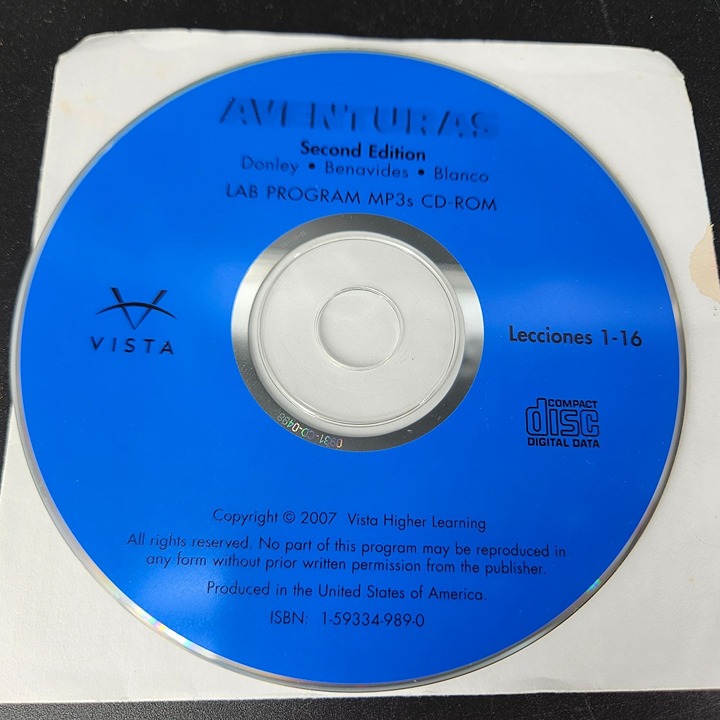 AVENTURAS
Second Edition
Donley • Benavides • Blanco
LAB PROGRAM MP3s CD-ROM
VISTA
Lecciones 1-16
COMPACT
disc
DIGITAL DATA
0931-CD-0498
Copyright © 2007 Vista Higher Learning
All rights reserved. No part of this program may be reproduced in
any form without prior written permission from the publisher.
Produced in the United States of America.
ISBN: 1-59334-989-0